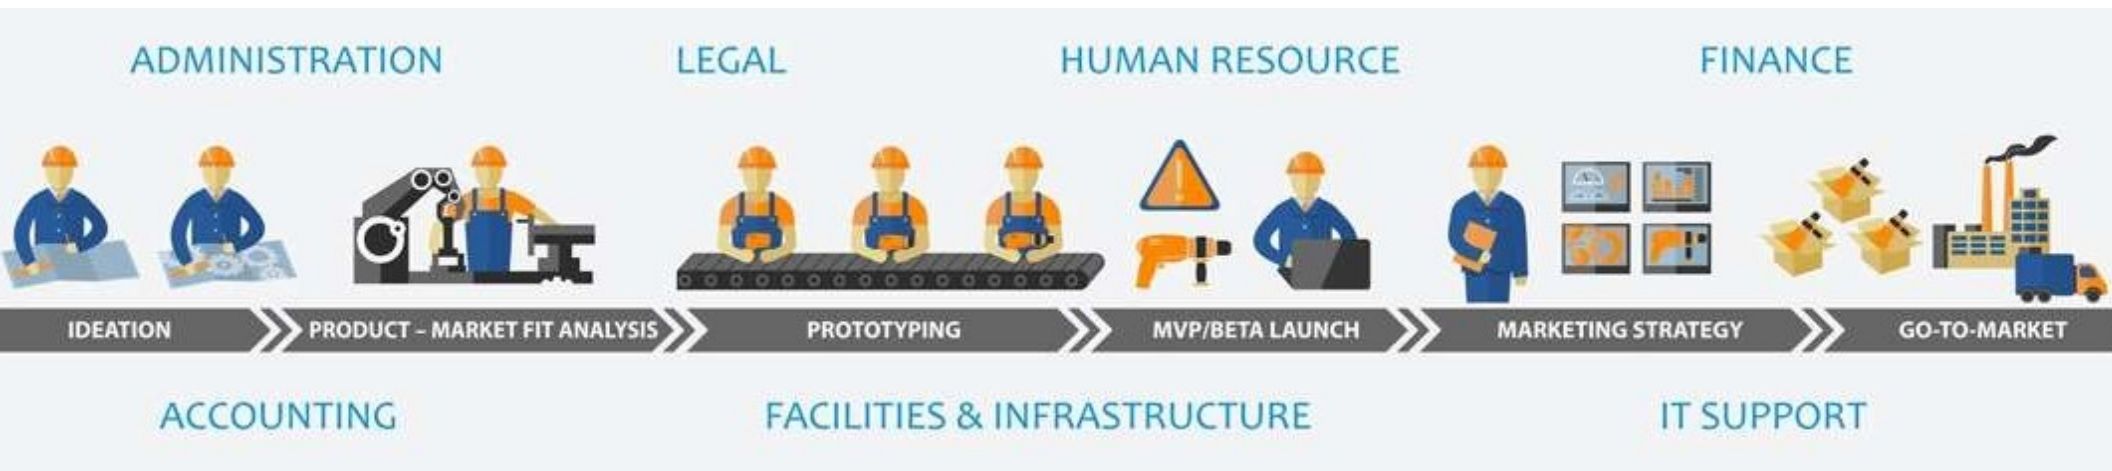 ADMINISTRATION LEGAL HUMAN RESOURCE FINANCE
IDEATION PRODUCT – MARKET FIT ANALYSIS PROTOTYPING MVP/BETA LAUNCH MARKETING STRATEGY GO-TO-MARKET
ACCOUNTING FACILITIES & INFRASTRUCTURE IT SUPPORT